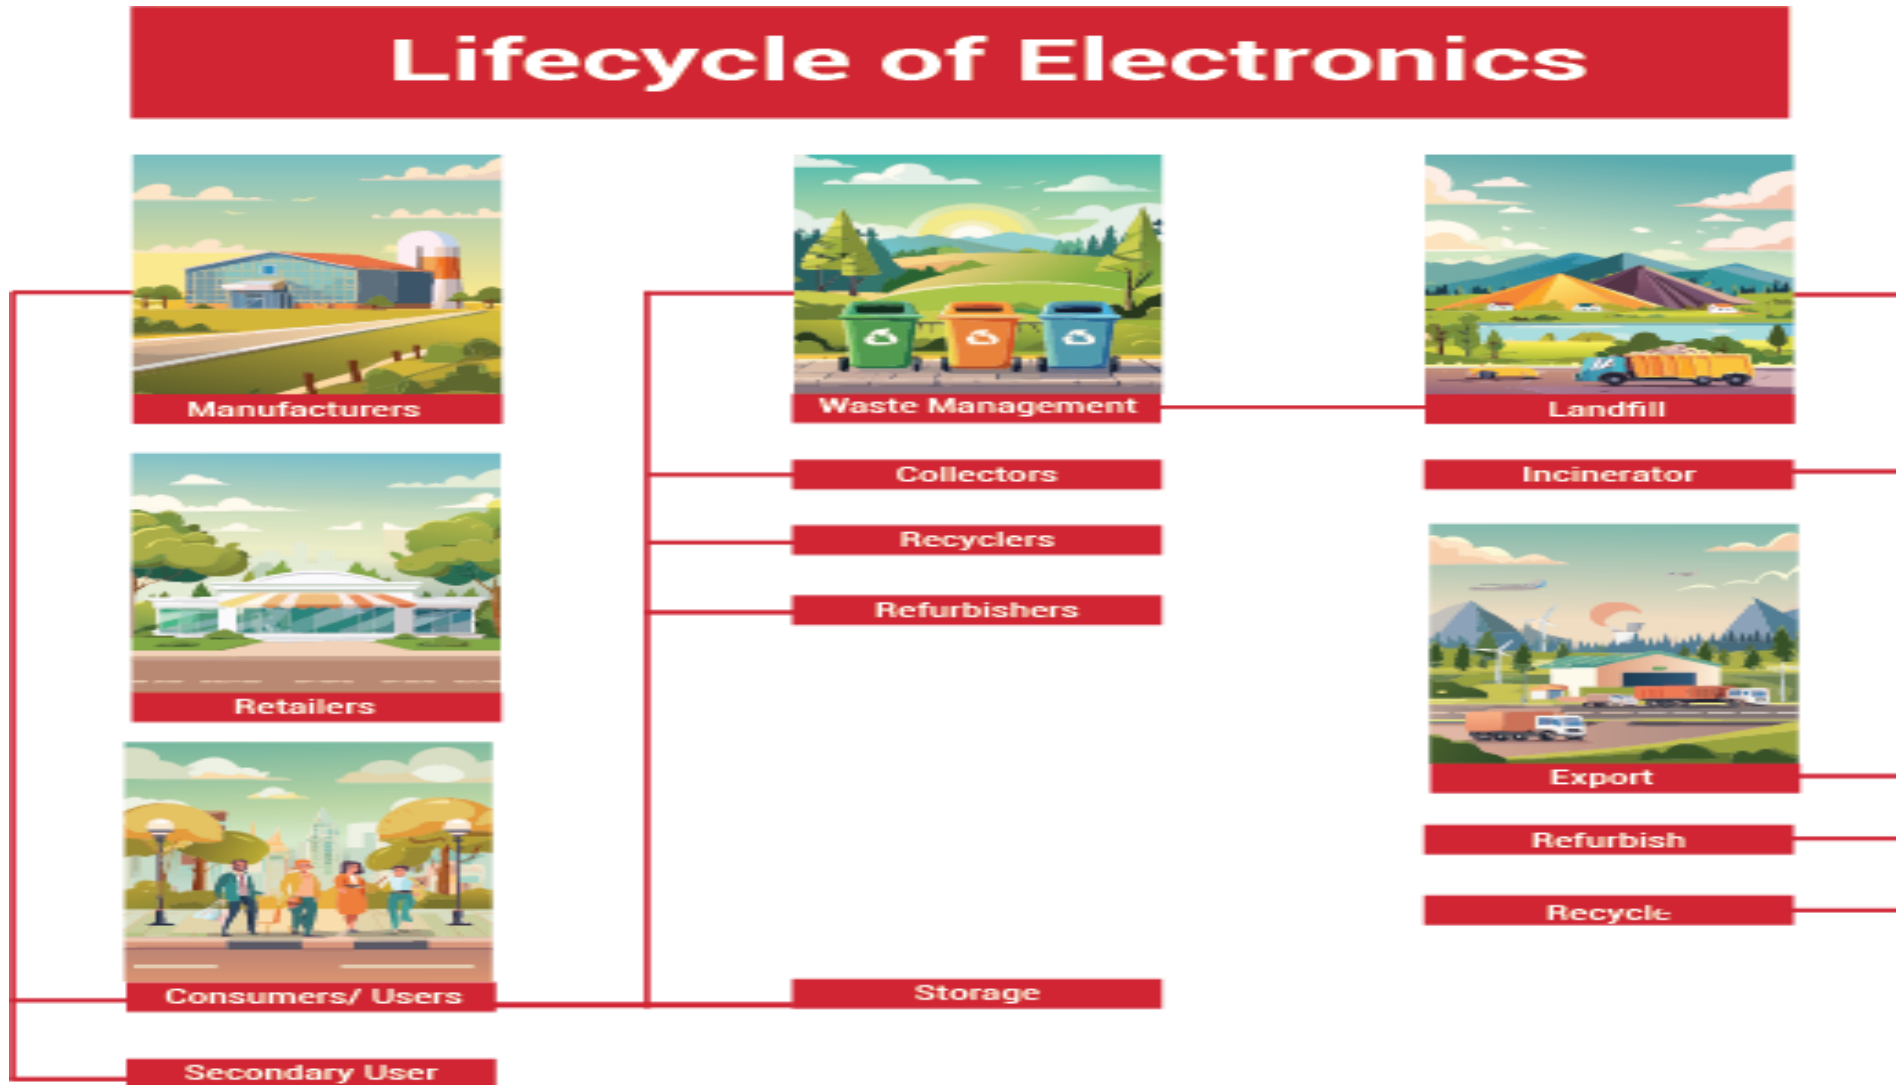 Lifecycle of Electronics
Manufacturers
Retailers
Consumers/ Users
Secondary User
Waste Management
Collectors
Recyclers
Refurbishers
Storage
Landfill
Incinerator
Export
Refurbish
Recycle